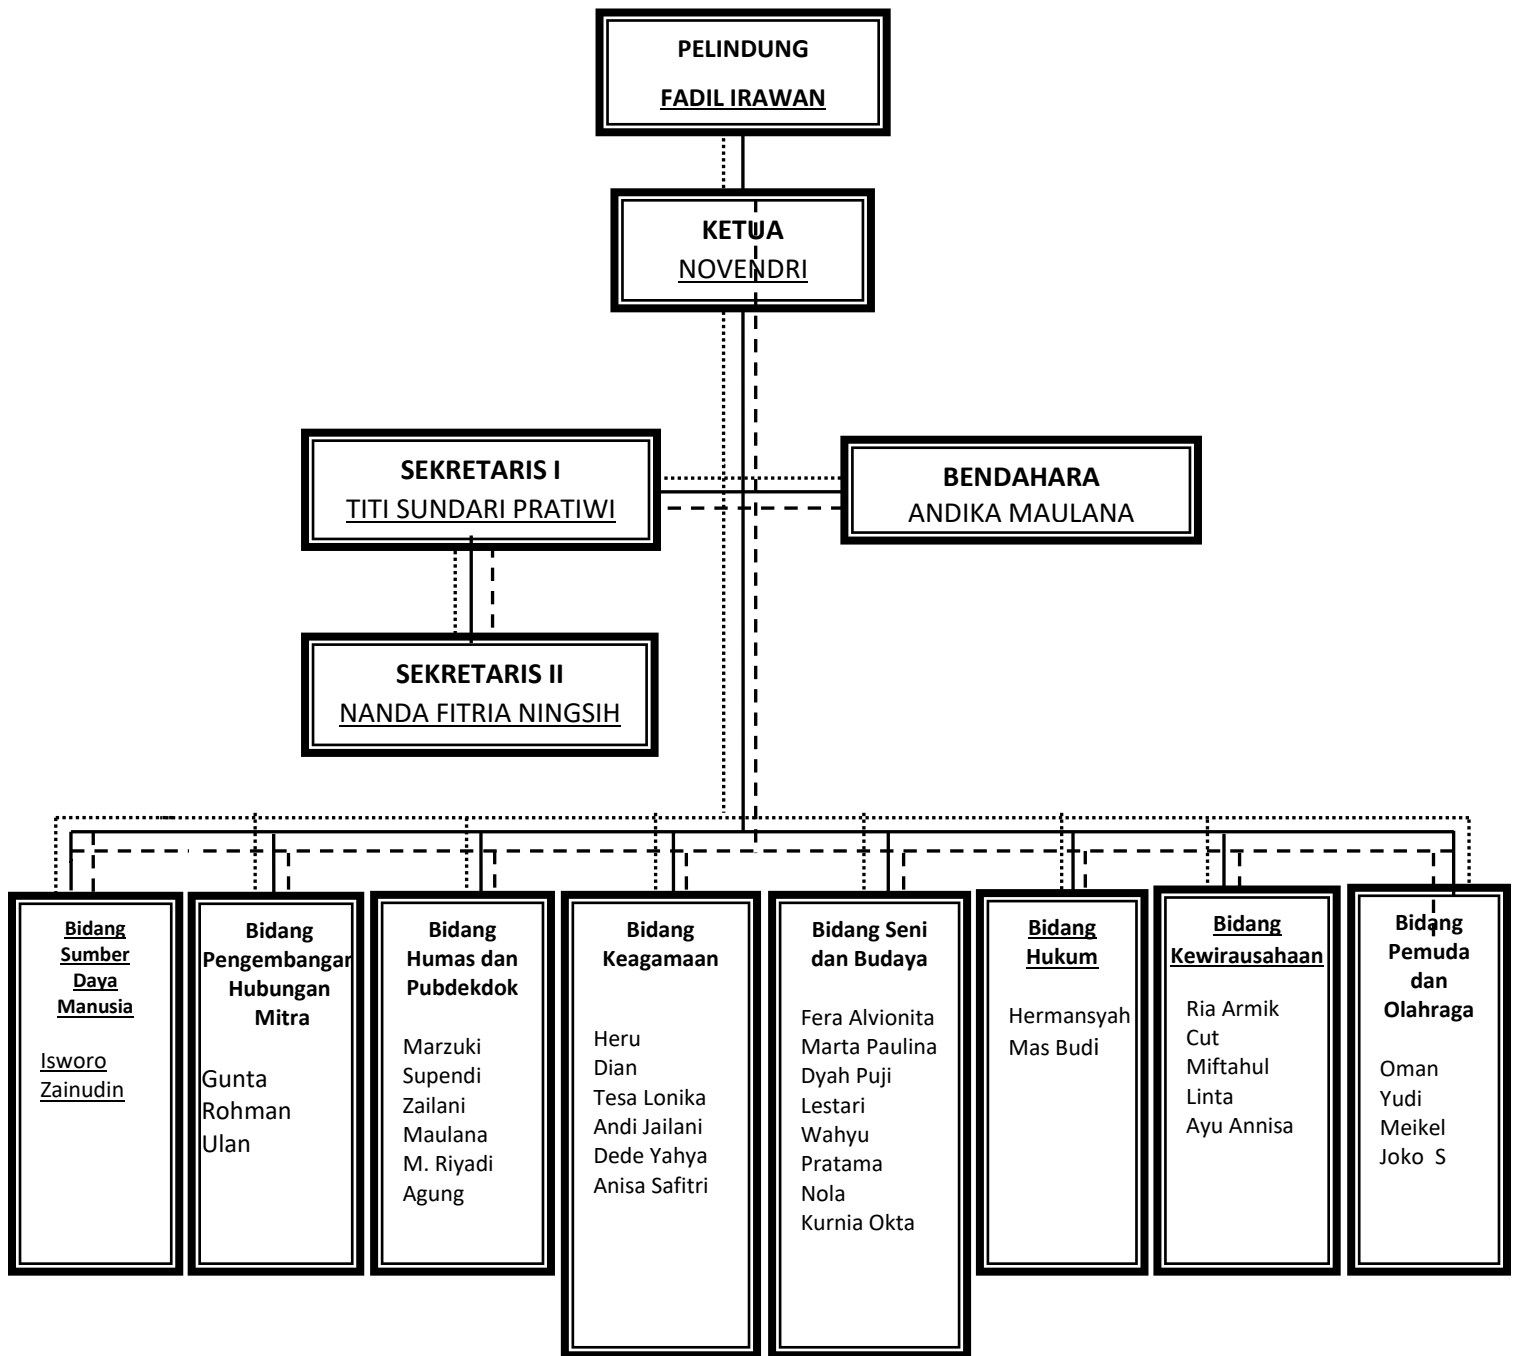 PELINDUNG
FADIL IRAWAN
KETUA
NOVENDRI
SEKRETARIS I
TITI SUNDARI PRATIWI
BENDAHARA
ANDIKA MAULANA
SEKRETARIS II
NANDA FITRIA NINGSIH
Bidang
Sumber
Daya
Manusia
Isworo
Zainudin
Bidang
Pengembangan
Hubungan
Mitra
Gunta
Rohman
Ulan
Bidang
Humas dan
Pubdekdok
Marzuki
Supendi
Zailani
Maulana
M. Riyadi
Agung
Bidang
Keagamaan
Heru
Dian
Tesa Lonika
Andi Jailani
Dede Yahya
Anisa Safitri
Bidang Seni
dan Budaya
Fera Alvionita
Marta Paulina
Dyah Puji
Lestari
Wahyu
Pratama
Nola
Kurnia Okta
Bidang
Hukum
Hermansyah
Mas Budi
Bidang
Kewirausahaan
Ria Armik
Cut
Miftahul
Linta
Ayu Annisa
Bidang
Pemuda
dan
Olahraga
Oman
Yudi
Meikel
Joko  S